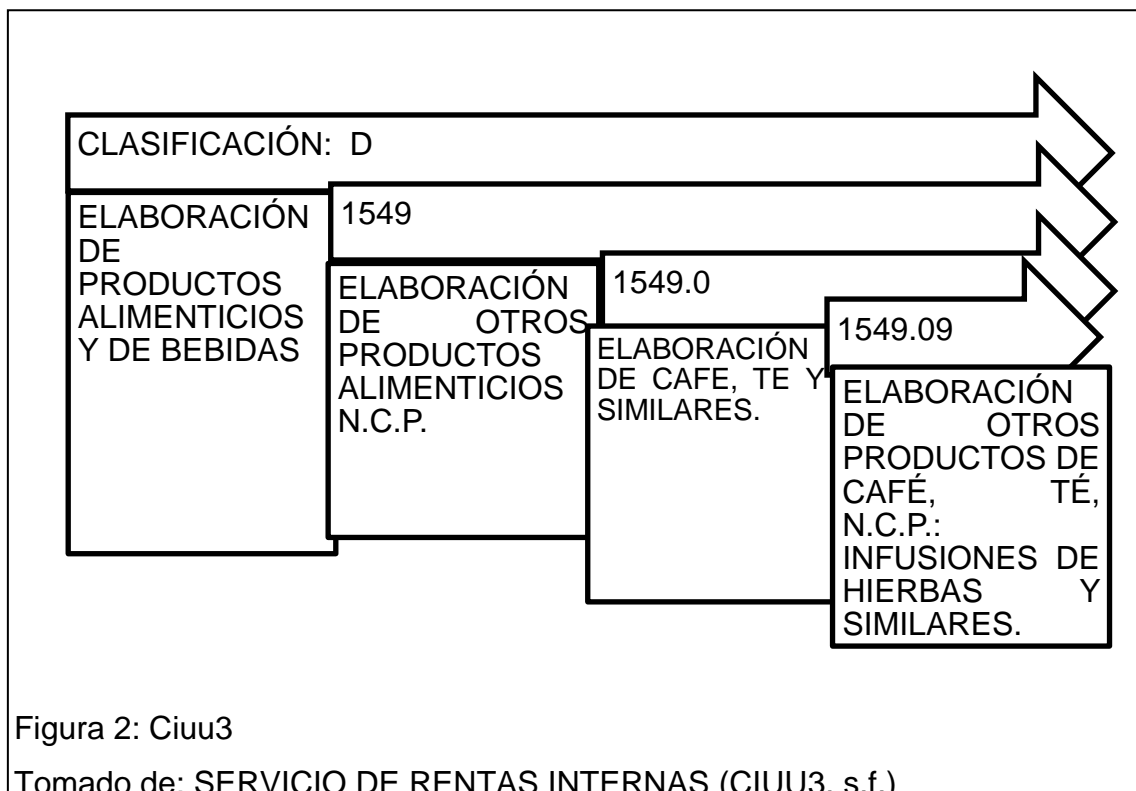 CLASIFICACIÓN: D
ELABORACIÓN
DE
PRODUCTOS
ALIMENTICIOS
Y DE BEBIDAS
1549
ELABORACIÓN
DE OTROS
PRODUCTOS
ALIMENTICIOS
N.C.P.
1549.0
ELABORACIÓN
DE CAFE, TE Y
SIMILARES.
1549.09
ELABORACIÓN
DE OTROS
PRODUCTOS DE
CAFÉ, TÉ,
N.C.P.:
INFUSIONES DE
HIERBAS Y
SIMILARES.
Figura 2: Ciuu3
Tomado de: SERVICIO DE RENTAS INTERNAS (CIUU3, s.f.)